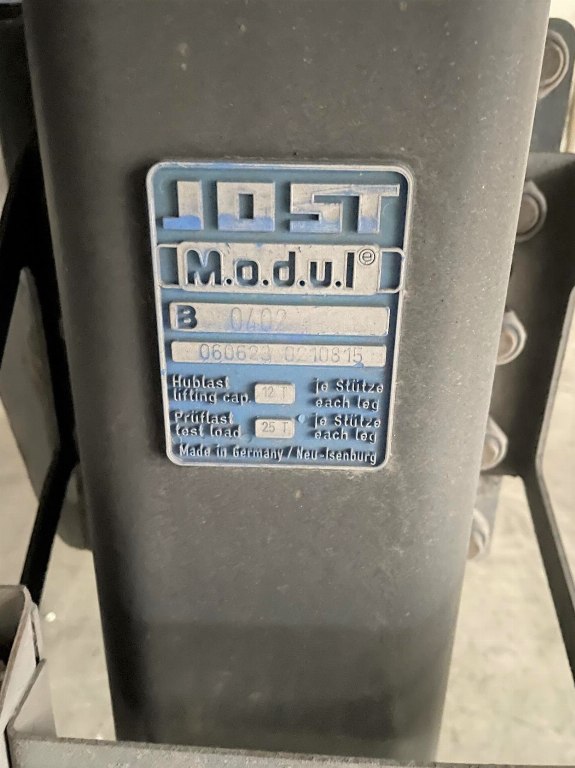 JOST
M.o.d.u.l®
B 0402
060623 0210815
Hublast 12 T je Stütze
lifting cap. each leg
Prüflast 25 T je Stütze
test load each leg
Made in Germany / Neu-Isenburg